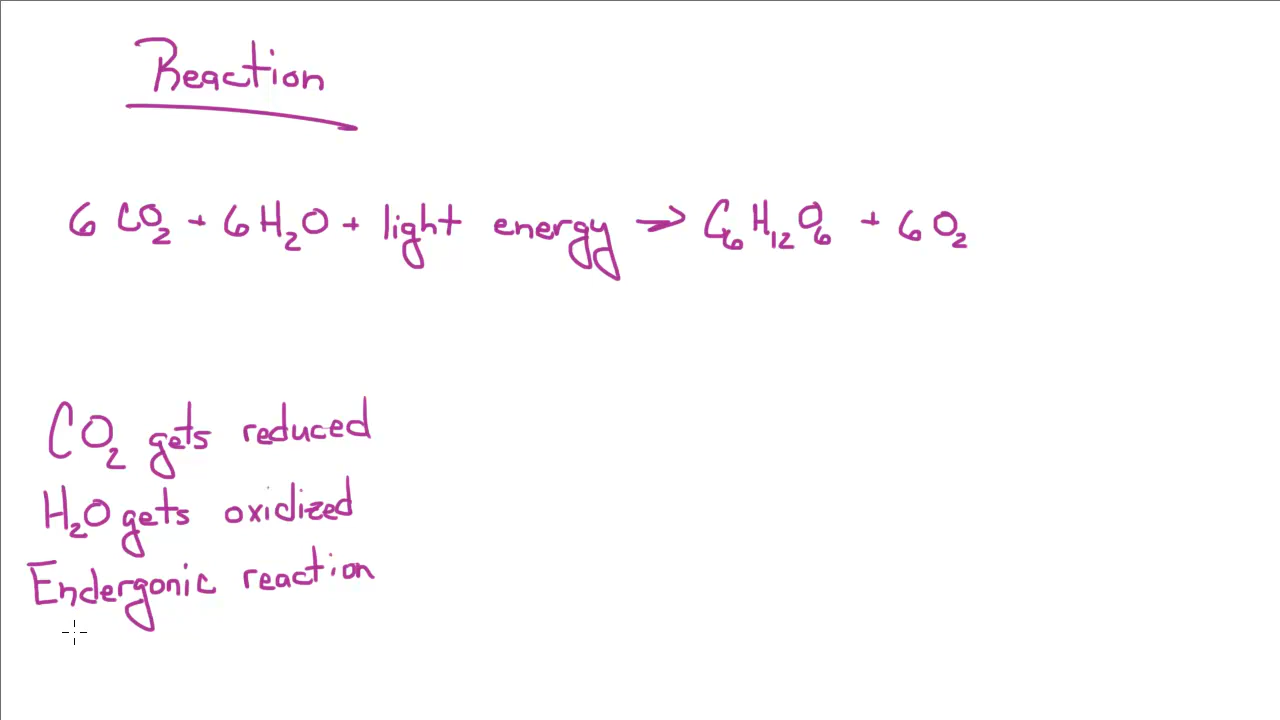 Reaction
6 CO₂ + 6 H₂O + light energy → C₆H₁₂O₆ + 6 O₂
CO₂ gets reduced
H₂O gets oxidized
Endergonic reaction